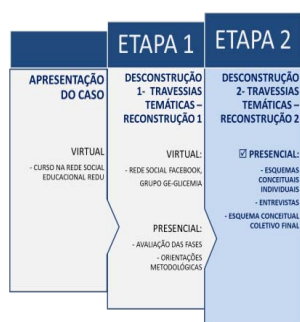 ETAPA 1
ETAPA 2
APRESENTAÇÃO
DO CASO
VIRTUAL
- CURSO NA REDE SOCIAL
EDUCACIONAL REDU
DESCONSTRUÇÃO
1- TRAVESSIAS
TEMÁTICAS –
RECONSTRUÇÃO 1
VIRTUAL:
- REDE SOCIAL FACEBOOK,
GRUPO GE-GLICEMIA
PRESENCIAL:
- AVALIAÇÃO DAS FASES
- ORIENTAÇÕES
METODOLÓGICAS
DESCONSTRUÇÃO
2- TRAVESSIAS
TEMÁTICAS –
RECONSTRUÇÃO 2
☑ PRESENCIAL:
- ESQUEMAS
CONCEITUAIS
INDIVIDUAIS
- ENTREVISTAS
- ESQUEMA CONCEITUAL
COLETIVO FINAL